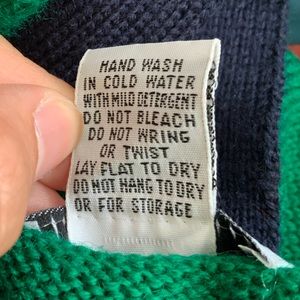 HAND WASH
IN COLD WATER
WITH MILD DETERGENT
DO NOT BLEACH
DO NOT WRING
OR TWIST
LAY FLAT TO DRY
DO NOT HANG TO DRY
OR FOR STORAGE